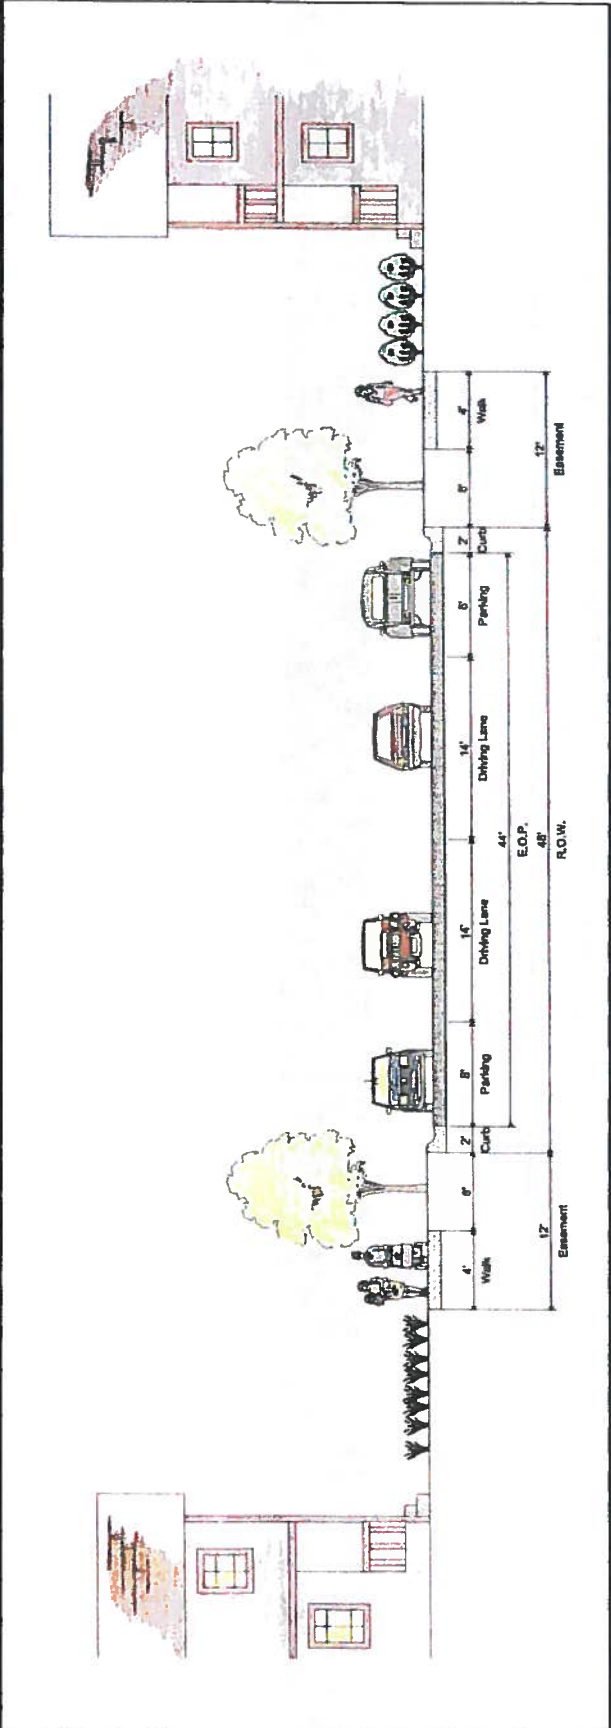 4' 6' 2' 8' 14' 14' 8' 2' 6' 4'
Walk Curb Parking Driving Lane Driving Lane Parking Curb Walk
44'
E.O.P.
12' 48' 12'
Easement R.O.W. Easement